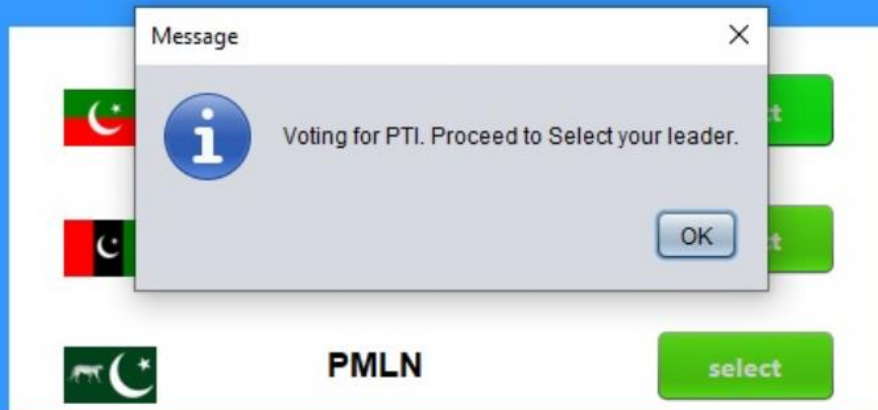 Message
Voting for PTI. Proceed to Select your leader.
OK
PMLN
select